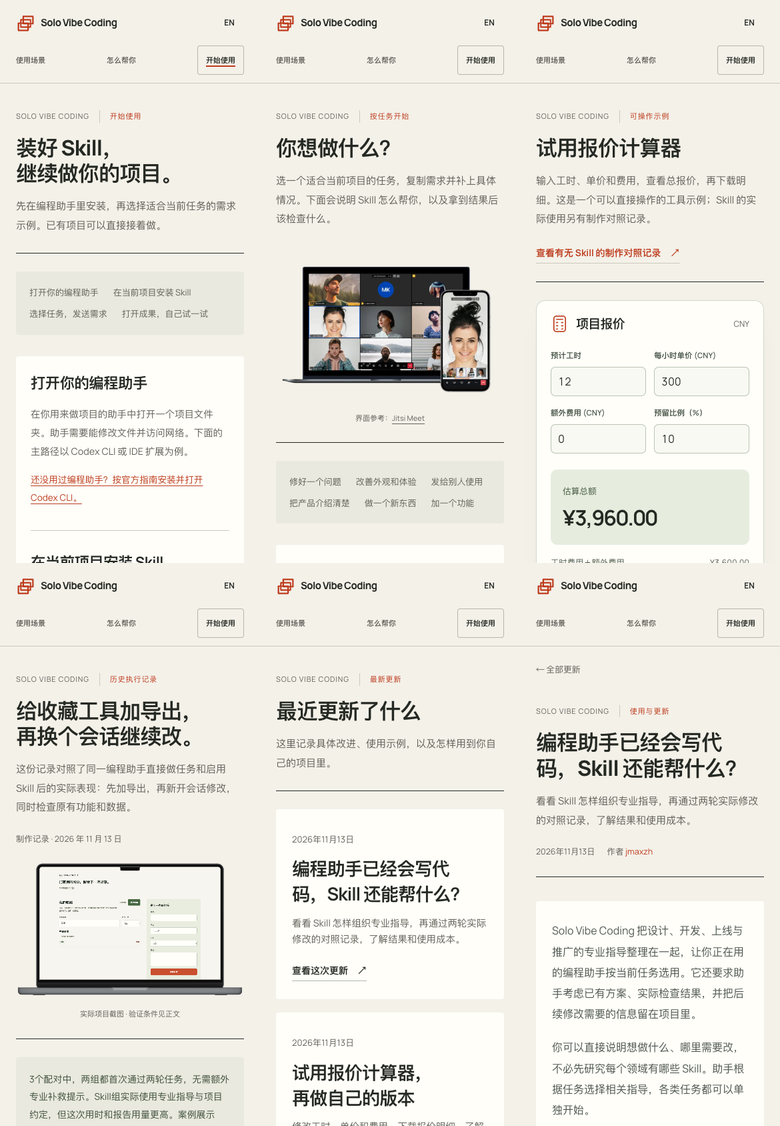 Solo Vibe Coding
EN
使用场景
怎么帮你
开始使用
SOLO VIBE CODING
开始使用
装好 Skill,
继续做你的项目。
先在编程助手里安装，再选择适合当前任务的需求
示例。已有项目可以直接接着做。
打开你的编程助手
在当前项目安装 Skill
选择任务，发送需求
打开成果，自己试一试
打开你的编程助手
在你用来做项目的助手中打开一个项目文件
夹。助手需要能修改文件并访问网络。下面的
主路径以 Codex CLI 或 IDE 扩展为例。
还没用过编程助手？按官方指南安装并打开
Codex CLI。
在当前项目安装 Skill
Solo Vibe Coding
EN
使用场景
怎么帮你
开始使用
SOLO VIBE CODING
按任务开始
你想做什么？
选一个适合当前项目的任务，复制需求并补上具体
情况。下面会说明 Skill 怎么帮你，以及拿到结果后
该检查什么。
MK
界面参考：Jitsi Meet
修好一个问题
改善外观和体验
发给别人使用
把产品介绍清楚
做一个新东西
加一个功能
Solo Vibe Coding
EN
使用场景
怎么帮你
开始使用
SOLO VIBE CODING
可操作示例
试用报价计算器
输入工时、单价和费用，查看总报价，再下载明
细。这是一个可以直接操作的工具示例；Skill 的实
际使用另有制作对照记录。
查看有无 Skill 的制作对照记录 ↗
项目报价
CNY
预计工时
每小时单价 (CNY)
12
300
额外费用 (CNY)
预留比例（%）
0
10
估算总额
¥3,960.00
工时费用+额外费用
¥3,600.00
Solo Vibe Coding
EN
使用场景
怎么帮你
开始使用
SOLO VIBE CODING
历史执行记录
给收藏工具加导出，
再换个会话继续改。
这份记录对照了同一编程助手直接做任务和启用
Skill 后的实际表现：先加导出，再新开会话修改，
同时检查原有功能和数据。
制作记录 · 2026 年 11 月 13 日
实际项目截图 · 验证条件见正文
3个配对中，两组都首次通过两轮任务，无需额外
专业补救提示。Skill组实际使用专业指导与项目
约定，但这次用时和报告用量更高。案例展示
Solo Vibe Coding
EN
使用场景
怎么帮你
开始使用
SOLO VIBE CODING
最新更新
最近更新了什么
这里记录具体改进、使用示例，以及怎样用到你自
己的项目里。
2026年11月13日
编程助手已经会写代
码，Skill 还能帮什么？
看看 Skill 怎样组织专业指导，再通过两轮实际
修改的对照记录，了解结果和使用成本。
查看这次更新 ↗
2026年11月13日
试用报价计算器，
再做自己的版本
修改工时、单价和费用，下载报价明细，了解
Solo Vibe Coding
EN
使用场景
怎么帮你
开始使用
← 全部更新
SOLO VIBE CODING
使用与更新
编程助手已经会写代
码，Skill 还能帮什么？
看看 Skill 怎样组织专业指导，再通过两轮实际修改
的对照记录，了解结果和使用成本。
2026年11月13日
作者 jmaxzh
Solo Vibe Coding 把设计、开发、上线与
推广的专业指导整理在一起，让你正在用
的编程助手按当前任务选用。它还要求助
手考虑已有方案、实际检查结果，并把后
续修改需要的信息留在项目里。
你可以直接说明想做什么、哪里需要改，
不必先研究每个领域有哪些 Skill。助手根
据任务选择相关指导，各类任务都可以单
独开始。